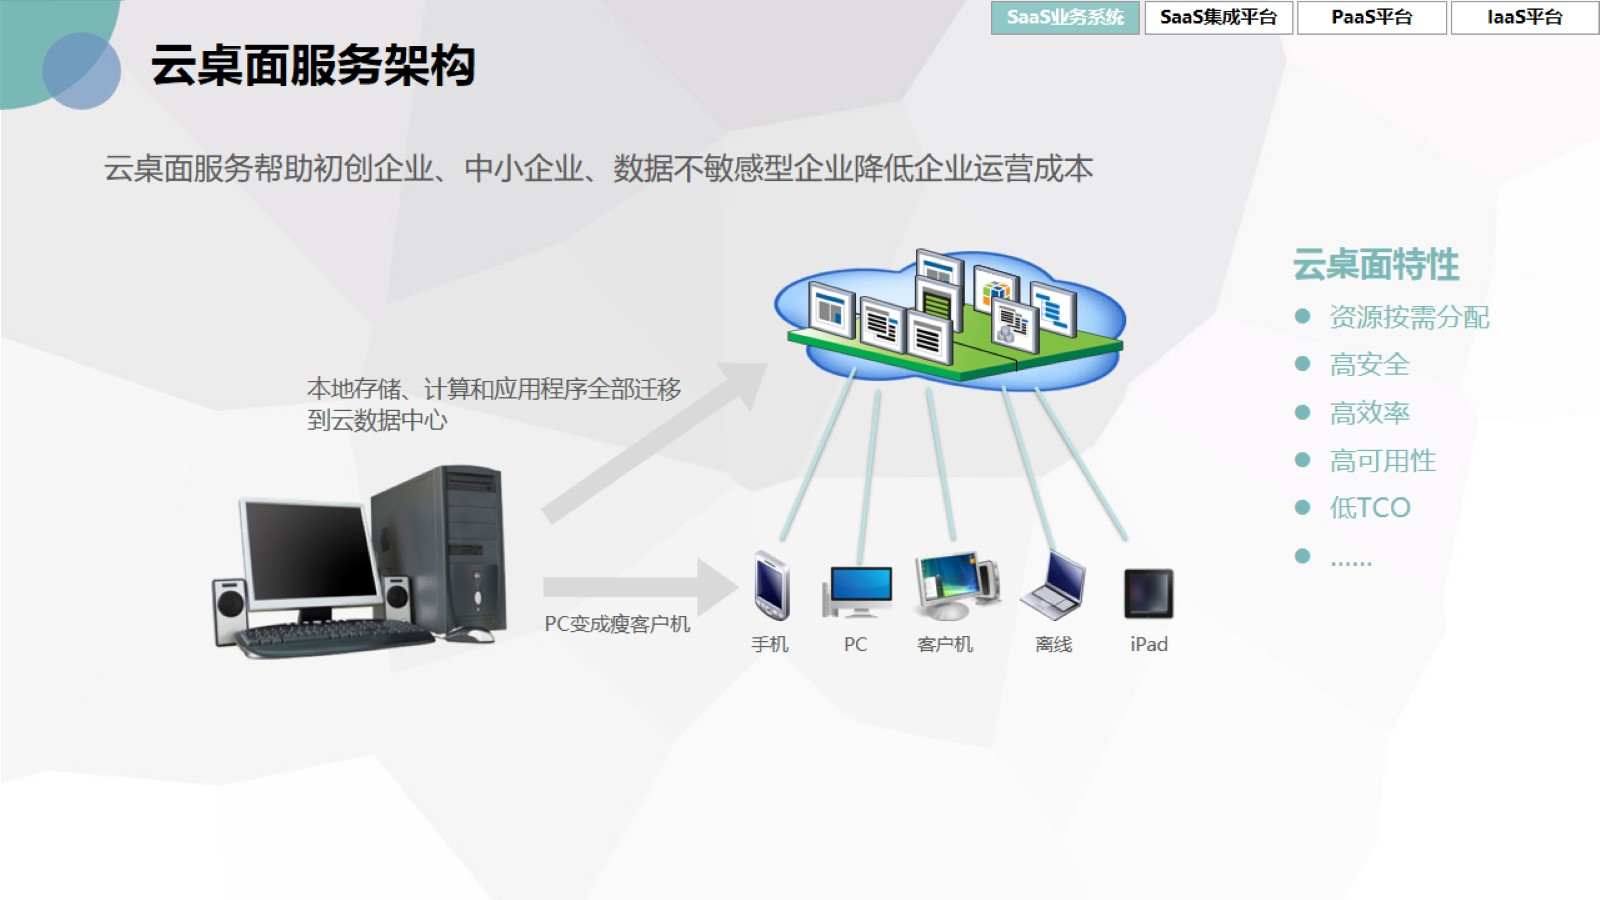 SaaS业务系统
SaaS集成平台
PaaS平台
IaaS平台
云桌面服务架构
云桌面服务帮助初创企业、中小企业、数据不敏感型企业降低企业运营成本
本地存储、计算和应用程序全部迁移
到云数据中心
PC变成瘦客户机
手机
PC
客户机
离线
iPad
云桌面特性
资源按需分配
高安全
高效率
高可用性
低TCO
......